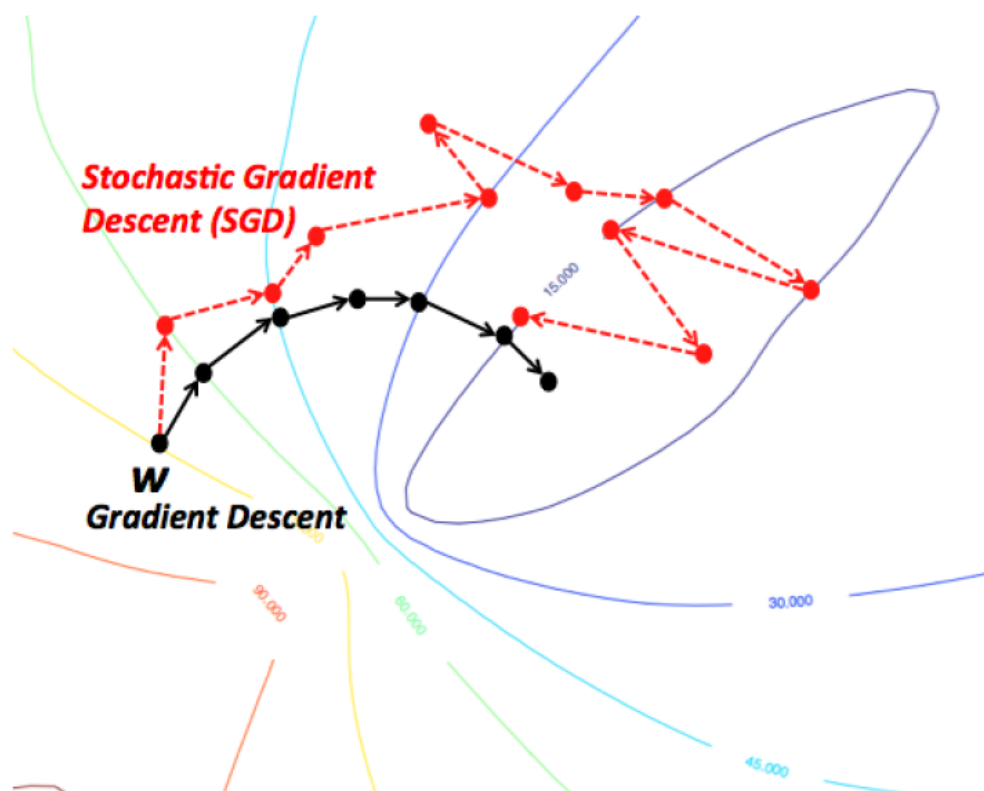 Stochastic Gradient
Descent (SGD)
15.000
W
Gradient Descent
90.000
60.000
30.000
45.000